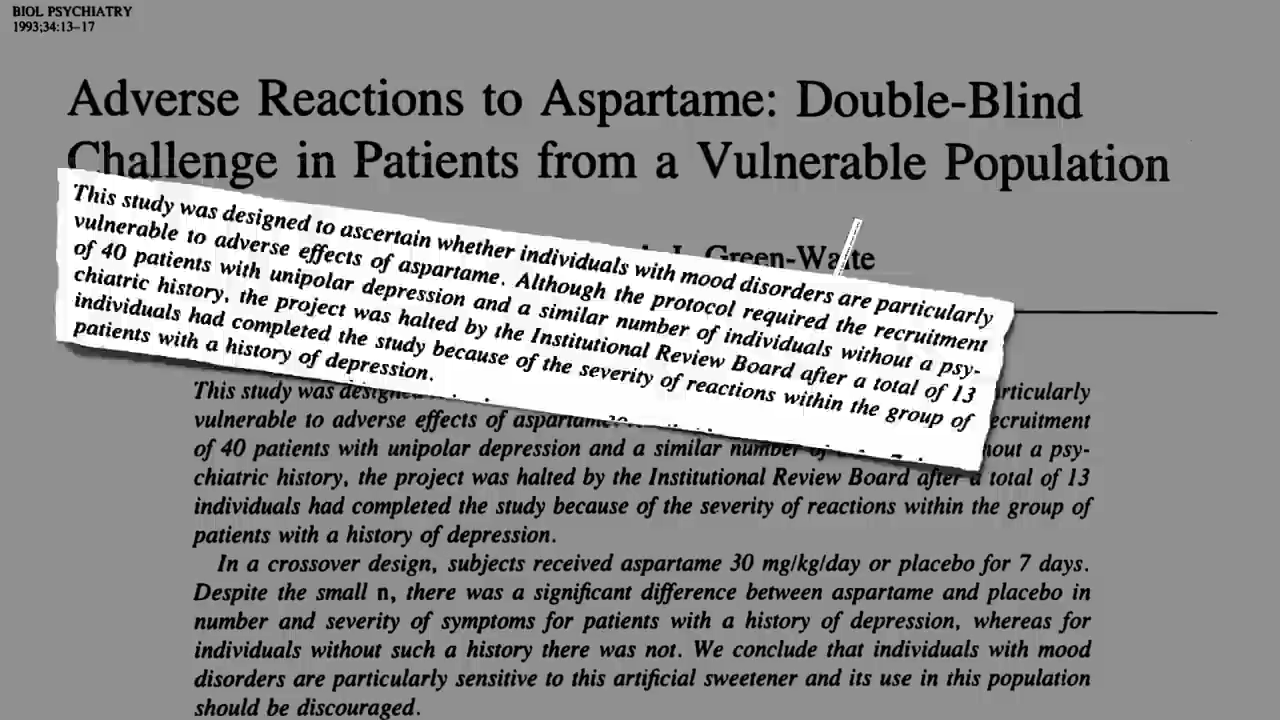 BIOL PSYCHIATRY
1993;34:13–17
Adverse Reactions to Aspartame: Double-Blind
Challenge in Patients from a Vulnerable Population
Green-Waite
This study was designed to ascertain whether individuals with mood disorders are particularly
vulnerable to adverse effects of aspartame. Although the protocol required the recruitment
of 40 patients with unipolar depression and a similar number of individuals without a psy-
chiatric history, the project was halted by the Institutional Review Board after a total of 13
individuals had completed the study because of the severity of reactions within the group of
patients with a history of depression.
This study was designed
vulnerable to adverse effects of aspartame. ecruitment
of 40 patients with unipolar depression and a similar number of a psy-
chiatric history, the project was halted by the Institutional Review Board after a total of 13
individuals had completed the study because of the severity of reactions within the group of
patients with a history of depression.
In a crossover design, subjects received aspartame 30 mg/kg/day or placebo for 7 days.
Despite the small n, there was a significant difference between aspartame and placebo in
number and severity of symptoms for patients with a history of depression, whereas for
individuals without such a history there was not. We conclude that individuals with mood
disorders are particularly sensitive to this artificial sweetener and its use in this population
should be discouraged.